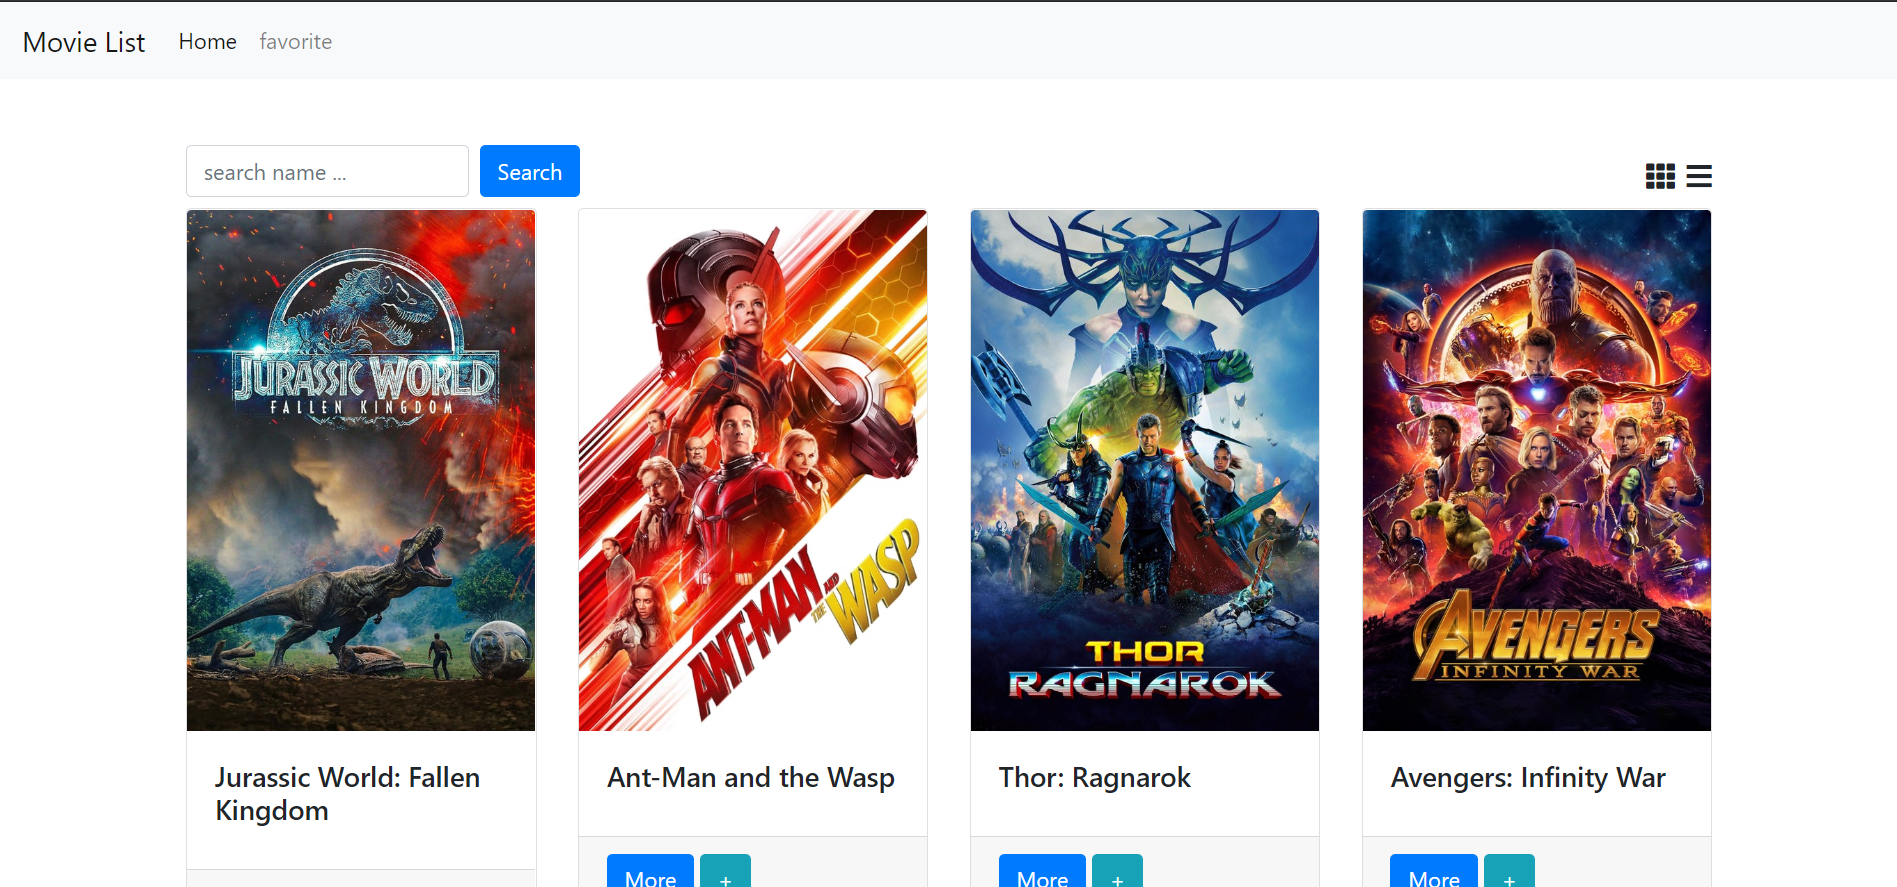 Movie List Home favorite
search name ... Search
JURASSIC WORLD
FALLEN KINGDOM
ANT-MAN AND THE WASP
THOR
RAGNAROK
AVENGERS
INFINITY WAR
Jurassic World: Fallen
Kingdom
Ant-Man and the Wasp
Thor: Ragnarok
Avengers: Infinity War
More +
More +
More +